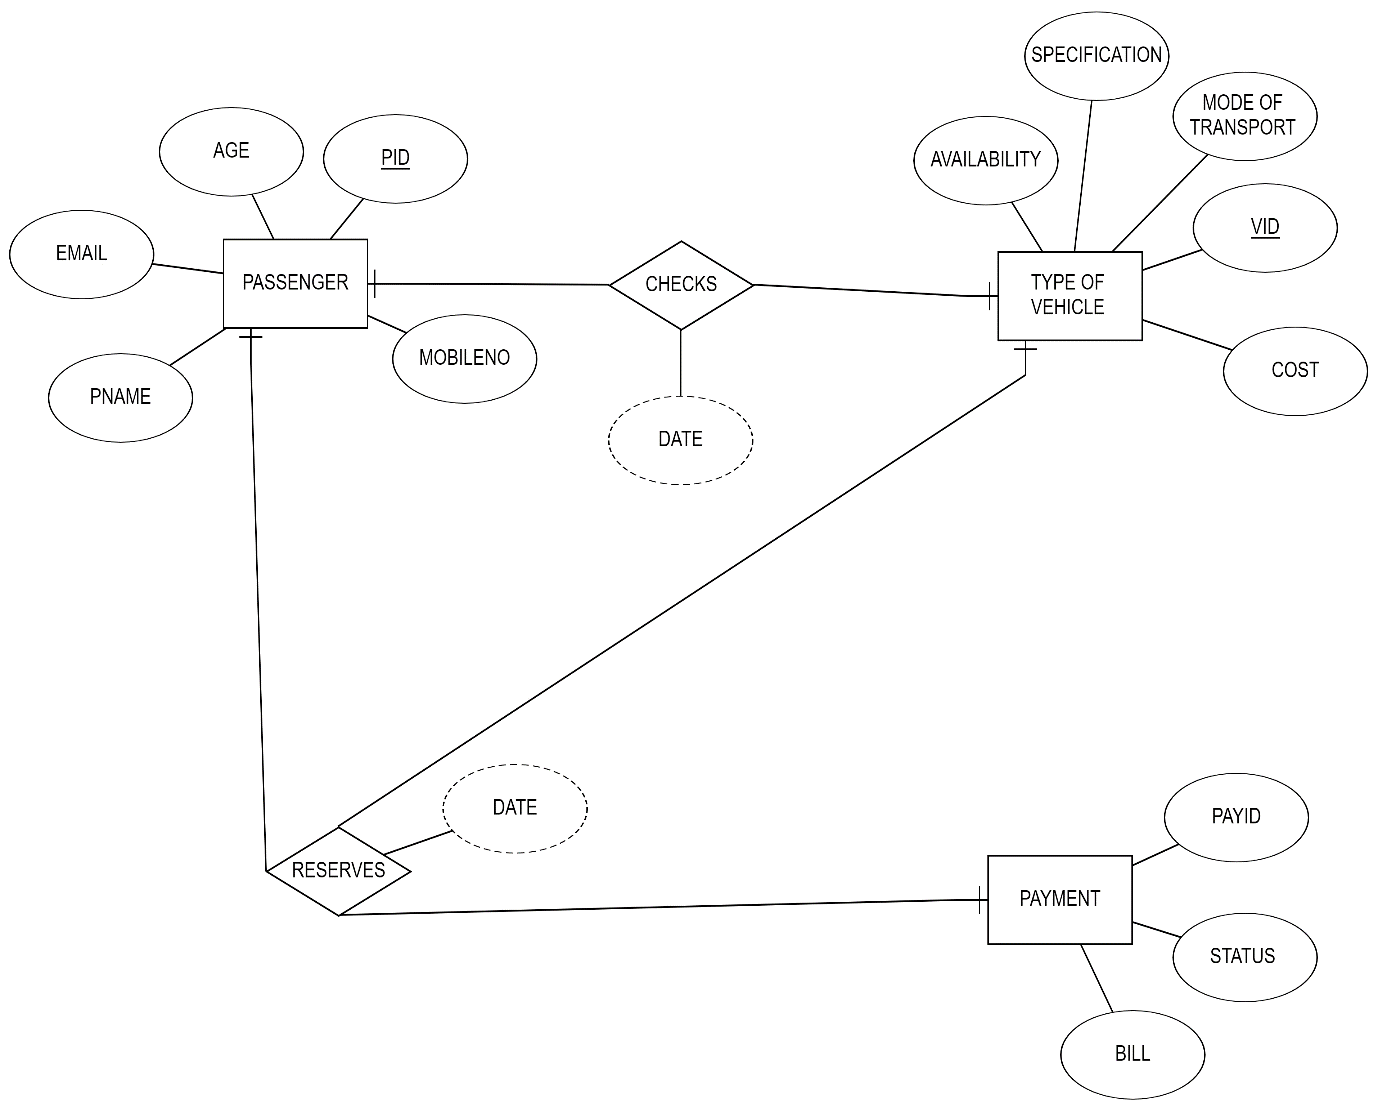 SPECIFICATION
MODE OF
TRANSPORT
AGE
PID
AVAILABILITY
VID
EMAIL
PASSENGER
CHECKS
TYPE OF
VEHICLE
MOBILENO
COST
PNAME
DATE
DATE
PAYID
RESERVES
PAYMENT
STATUS
BILL